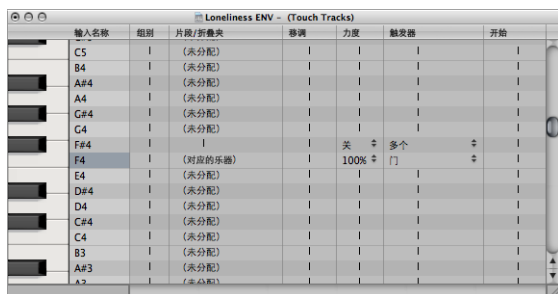 Loneliness ENV - (Touch Tracks)
输入名称 组别 片段/折叠夹 移调 力度 触发器 开始
C5 (未分配)
B4 (未分配)
A#4 (未分配)
A4 (未分配)
G#4 (未分配)
G4 (未分配)
F#4 关 多个
F4 (对应的乐器) 100% 门
E4 (未分配)
D#4 (未分配)
D4 (未分配)
C#4 (未分配)
C4 (未分配)
B3 (未分配)
A#3 (未分配)
A3 (未分配)